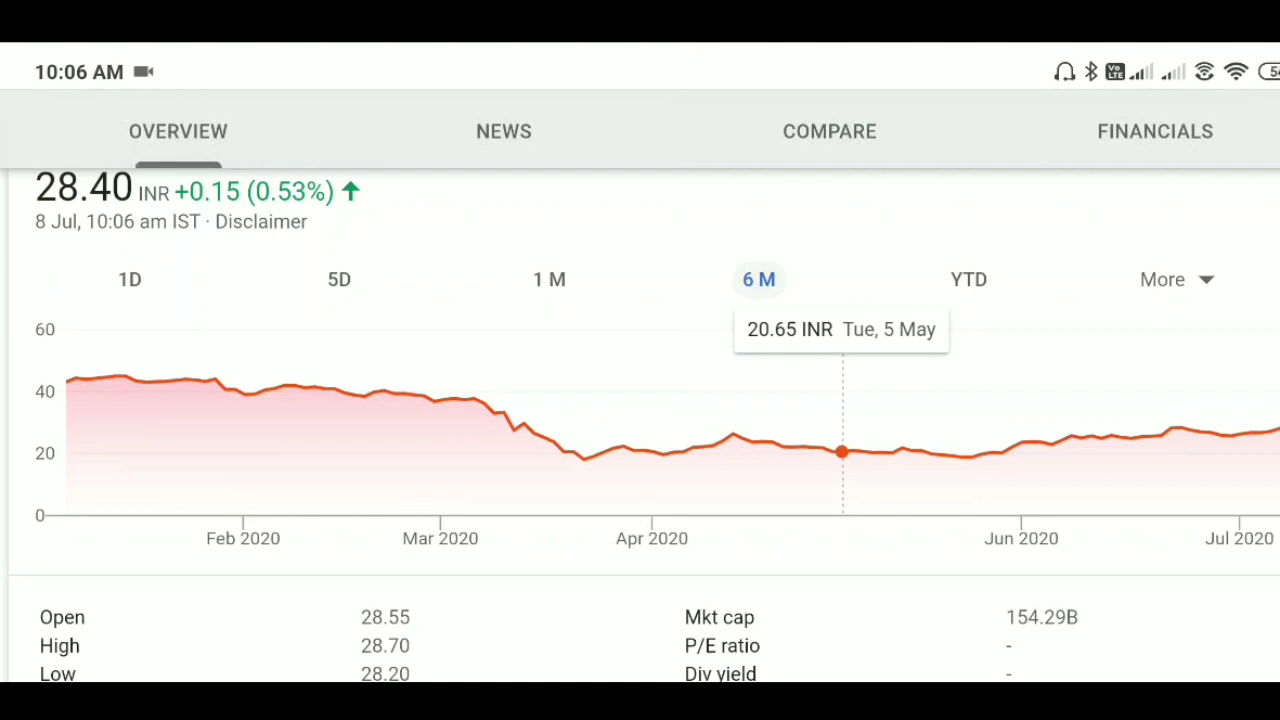 10:06 AM Vo LTE 54
OVERVIEW NEWS COMPARE FINANCIALS
28.40 INR +0.15 (0.53%) ↑
8 Jul, 10:06 am IST · Disclaimer
1D 5D 1 M 6 M YTD More
20.65 INR Tue, 5 May
60
40
20
0
Feb 2020 Mar 2020 Apr 2020 Jun 2020 Jul 2020
Open 28.55 Mkt cap 154.29B
High 28.70 P/E ratio -
Low 28.20 Div yield -